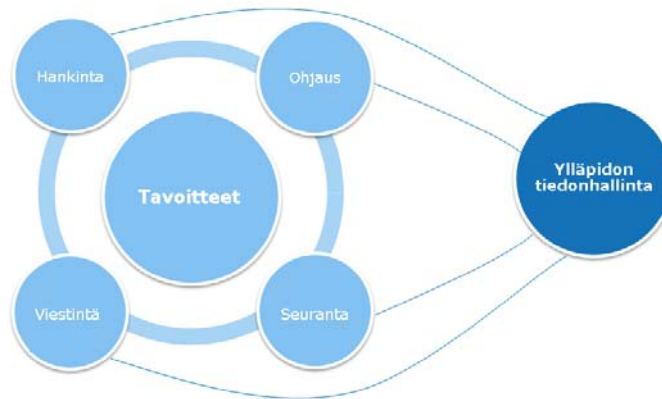 Hankinta
Ohjaus
Tavoitteet
Ylläpidon
tiedonhallinta
Viestintä
Seuranta